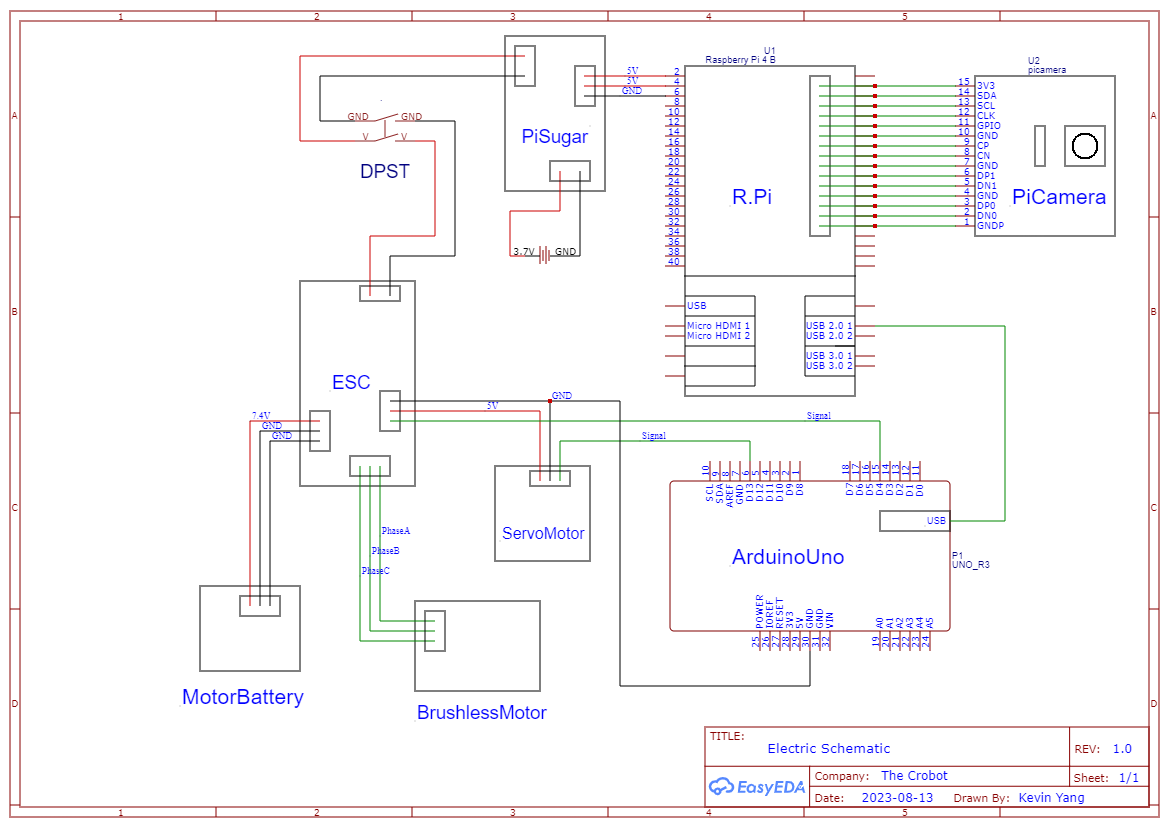 1 2 3 4 5
A
B
C
D
A
B
C
D
1 2 3 4 5
PiSugar
3.7V GND
5V
5V
GND
GND GND
V V
DPST
U1
Raspberry Pi 4 B
2
4
6
8
10
12
14
16
18
20
22
24
26
28
30
32
34
36
38
40
R.Pi
USB
Micro HDMI 1
Micro HDMI 2
USB 2.0 1
USB 2.0 2
USB 3.0 1
USB 3.0 2
U2
picamera
15 3V3
14 SDA
13 SCL
12 CLK
11 GPIO
10 GND
9 CP
8 CN
7 GND
6 DP1
5 DN1
4 GND
3 DP0
2 DN0
1 GNDP
PiCamera
ESC
7.4V
GND
GND
GND
5V
Signal
Signal
PhaseA
PhaseB
PhaseC
ServoMotor
MotorBattery
BrushlessMotor
10 9 8 7 6 5 4 3 2 1
SCL SDA AREF GND D13 D12 D11 D10 D9 D8
18 17 16 15 14 13 12 11
D7 D6 D5 D4 D3 D2 D1 D0
USB
ArduinoUno
P1
UNO_R3
POWER IOREF RESET 3V3 5V GND GND VIN
25 26 27 28 29 30 31 32
A0 A1 A2 A3 A4 A5
19 20 21 22 23 24
TITLE:
Electric Schematic
REV: 1.0
EasyEDA
Company: The Crobot
Sheet: 1/1
Date: 2023-08-13 Drawn By: Kevin Yang